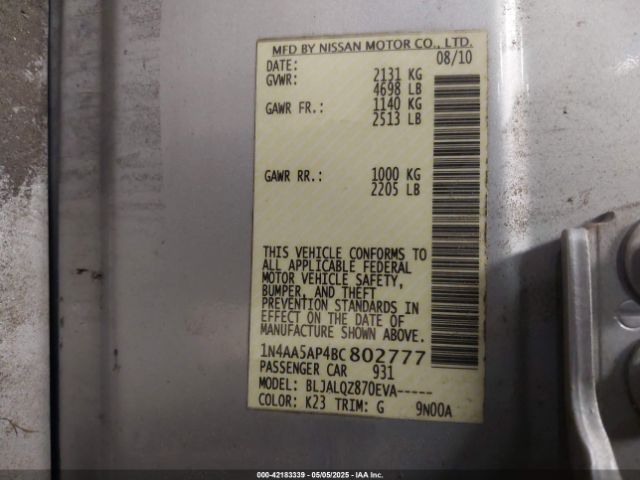 MFD BY NISSAN MOTOR CO., LTD.
DATE: 08/10
GVWR: 2131 KG
4698 LB
GAWR FR.: 1140 KG
2513 LB
GAWR RR.: 1000 KG
2205 LB
THIS VEHICLE CONFORMS TO
ALL APPLICABLE FEDERAL
MOTOR VEHICLE SAFETY,
BUMPER, AND THEFT
PREVENTION STANDARDS IN
EFFECT ON THE DATE OF
MANUFACTURE SHOWN ABOVE.
1N4AA5AP4BC802777
PASSENGER CAR 931
MODEL: BLJALQZ870EVA-----
COLOR: K23 TRIM: G 9N00A
000-42183339 - 05/05/2025 - IAA Inc.